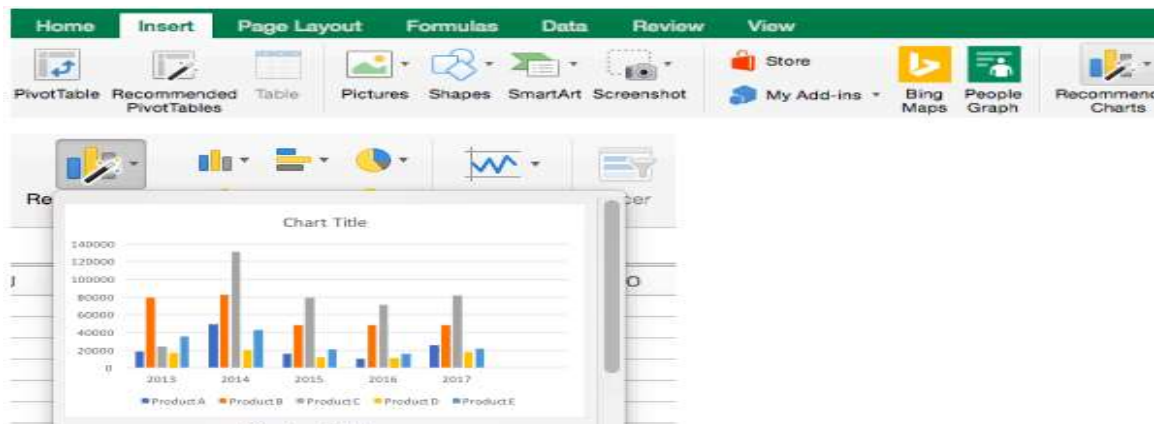 Home Insert Page Layout Formulas Data Review View
PivotTable Recommended PivotTables Table Pictures Shapes SmartArt Screenshot Store My Add-ins Bing Maps People Graph Recommend Charts
Re cer
Chart Title
140000
120000
100000
80000
60000
40000
20000
0
O
2013 2014 2015 2016 2017
Product A Product B Product C Product D Product E